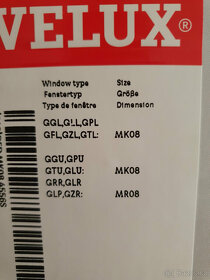 VELUX®
Window type Size
Fenstertyp Größe
Type de fenêtre Dimension
GGL,GLL,GPL
GFL,GZL,GTL: MK08
GGU,GPU
GTU,GLU: MK08
GRR,GLR
GLP,GZR: MR08